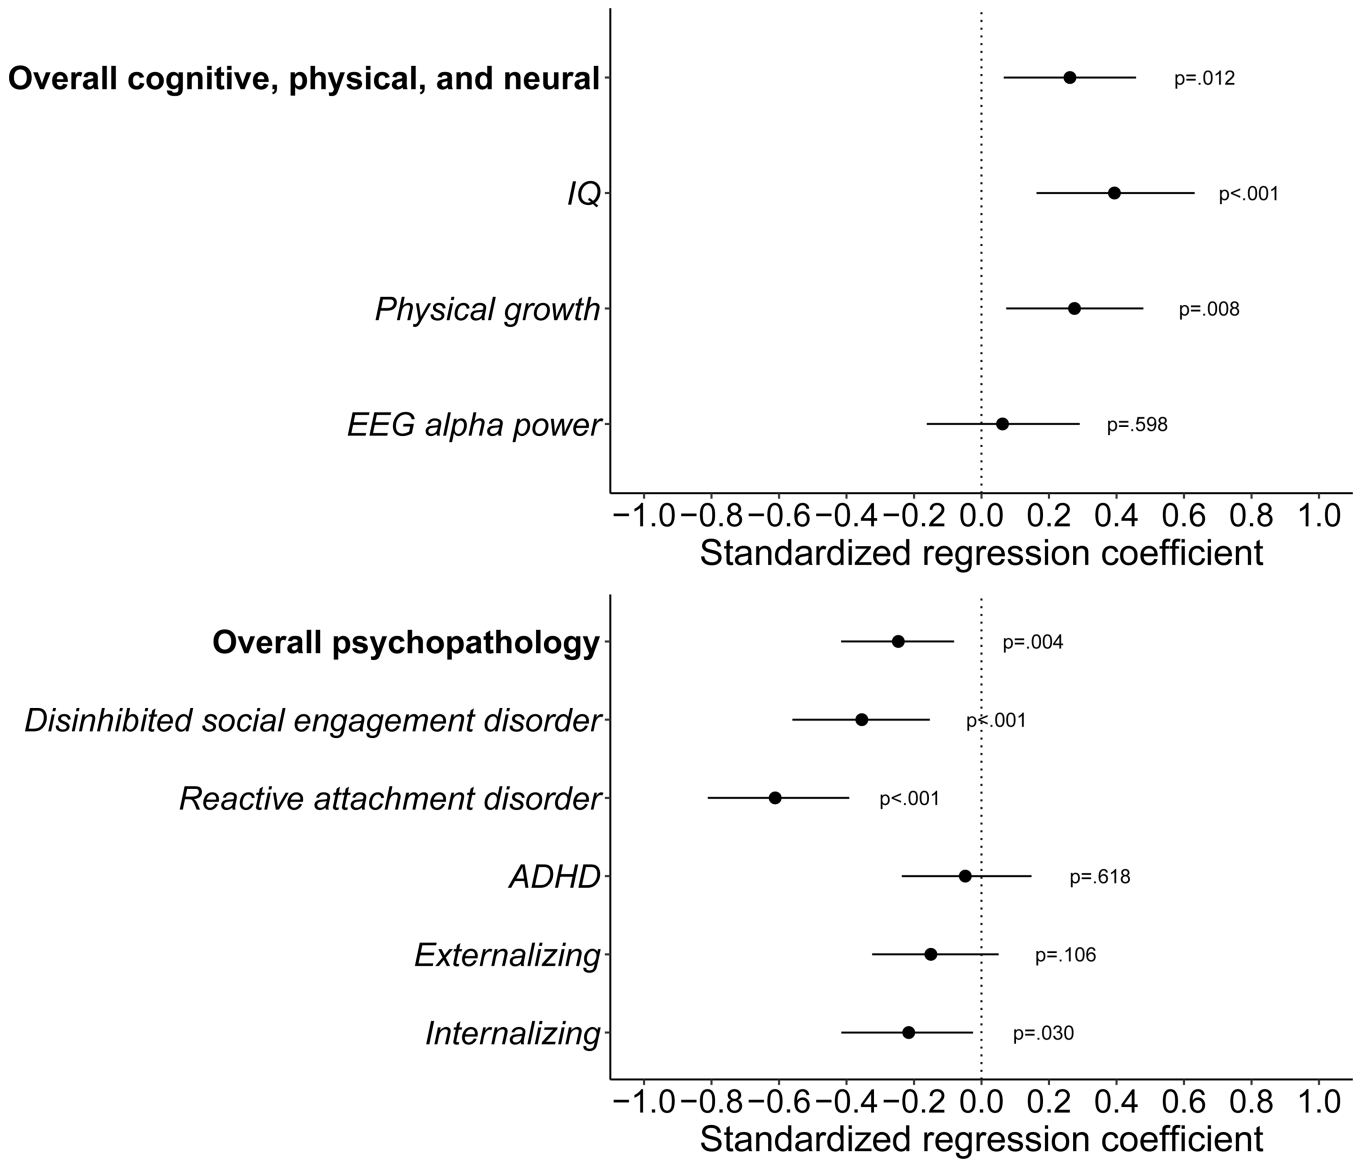 Overall cognitive, physical, and neural
p=.012
IQ
p<.001
Physical growth
p=.008
EEG alpha power
p=.598
−1.0 −0.8 −0.6 −0.4 −0.2 0.0 0.2 0.4 0.6 0.8 1.0
Standardized regression coefficient
Overall psychopathology
p=.004
Disinhibited social engagement disorder
p<.001
Reactive attachment disorder
p<.001
ADHD
p=.618
Externalizing
p=.106
Internalizing
p=.030
−1.0 −0.8 −0.6 −0.4 −0.2 0.0 0.2 0.4 0.6 0.8 1.0
Standardized regression coefficient